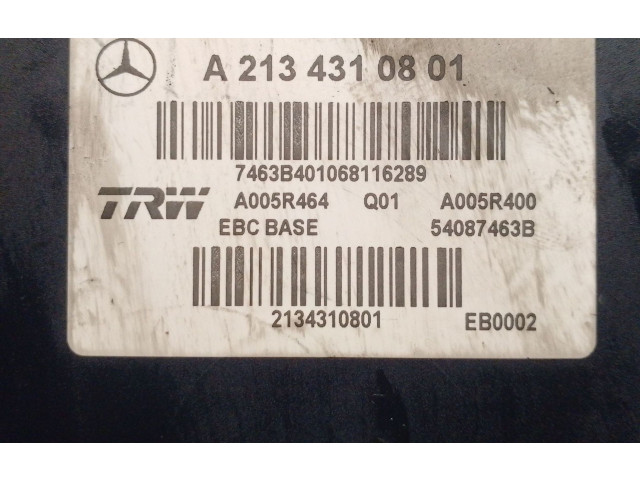 A 213 431 08 01
7463B401068116289
TRW A005R464 Q01 A005R400
EBC BASE 54087463B
2134310801 EB0002